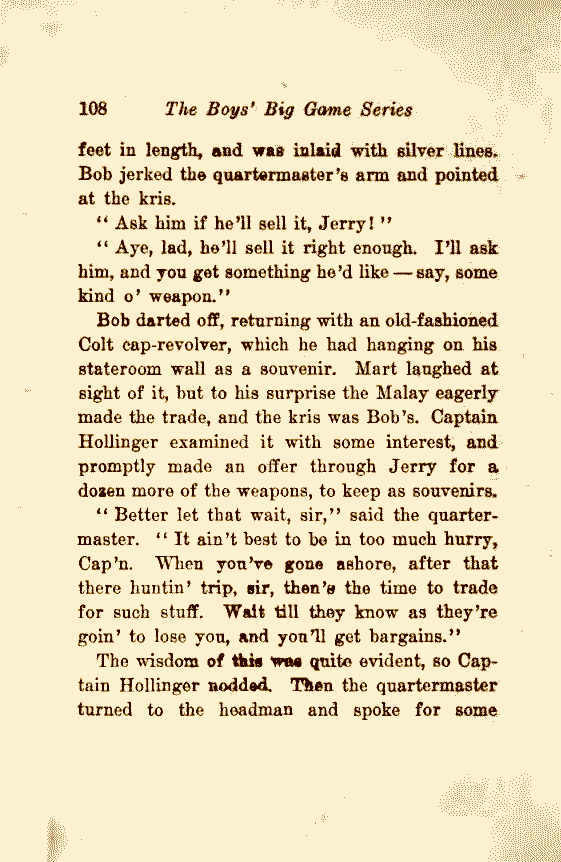 108 The Boys' Big Game Series
feet in length, and was inlaid with silver lines.
Bob jerked the quartermaster's arm and pointed
at the kris.
“ Ask him if he'll sell it, Jerry! ”
“ Aye, lad, he'll sell it right enough. I'll ask
him, and you get something he'd like — say, some
kind o' weapon.”
Bob darted off, returning with an old-fashioned
Colt cap-revolver, which he had hanging on his
stateroom wall as a souvenir. Mart laughed at
sight of it, but to his surprise the Malay eagerly
made the trade, and the kris was Bob's. Captain
Hollinger examined it with some interest, and
promptly made an offer through Jerry for a
dozen more of the weapons, to keep as souvenirs.
“ Better let that wait, sir,” said the quarter-
master. “ It ain't best to be in too much hurry,
Cap'n. When you've gone ashore, after that
there huntin' trip, sir, then's the time to trade
for such stuff. Wait till they know as they're
goin' to lose you, and you'll get bargains.”
The wisdom of this was quite evident, so Cap-
tain Hollinger nodded. Then the quartermaster
turned to the headman and spoke for some